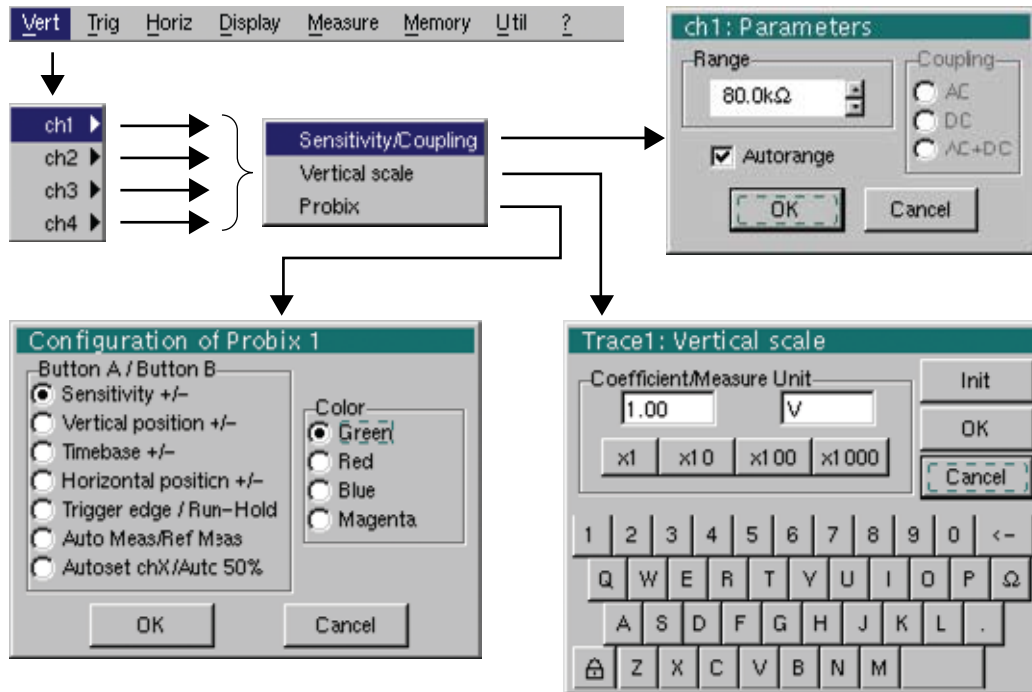 Vert Trig Horiz Display Measure Memory Util ?
ch1
ch2
ch3
ch4
Sensitivity/Coupling
Vertical scale
Probix
ch1: Parameters
Range
80.0kΩ
Autorange
Coupling
AC
DC
AC+DC
OK Cancel
Configuration of Probix 1
Button A / Button B
Sensitivity +/-
Vertical position +/-
Timebase +/-
Horizontal position +/-
Trigger edge / Run-Hold
Auto Meas/Ref Meas
Autoset chX/Autc 50%
Color
Green
Red
Blue
Magenta
OK Cancel
Trace1: Vertical scale
Coefficient/Measure Unit
1.00 V
x1 x10 x100 x1000
Init
OK
Cancel
1 2 3 4 5 6 7 8 9 0 <-
Q W E R T Y U I O P Ω
A S D F G H J K L .
Z X C V B N M